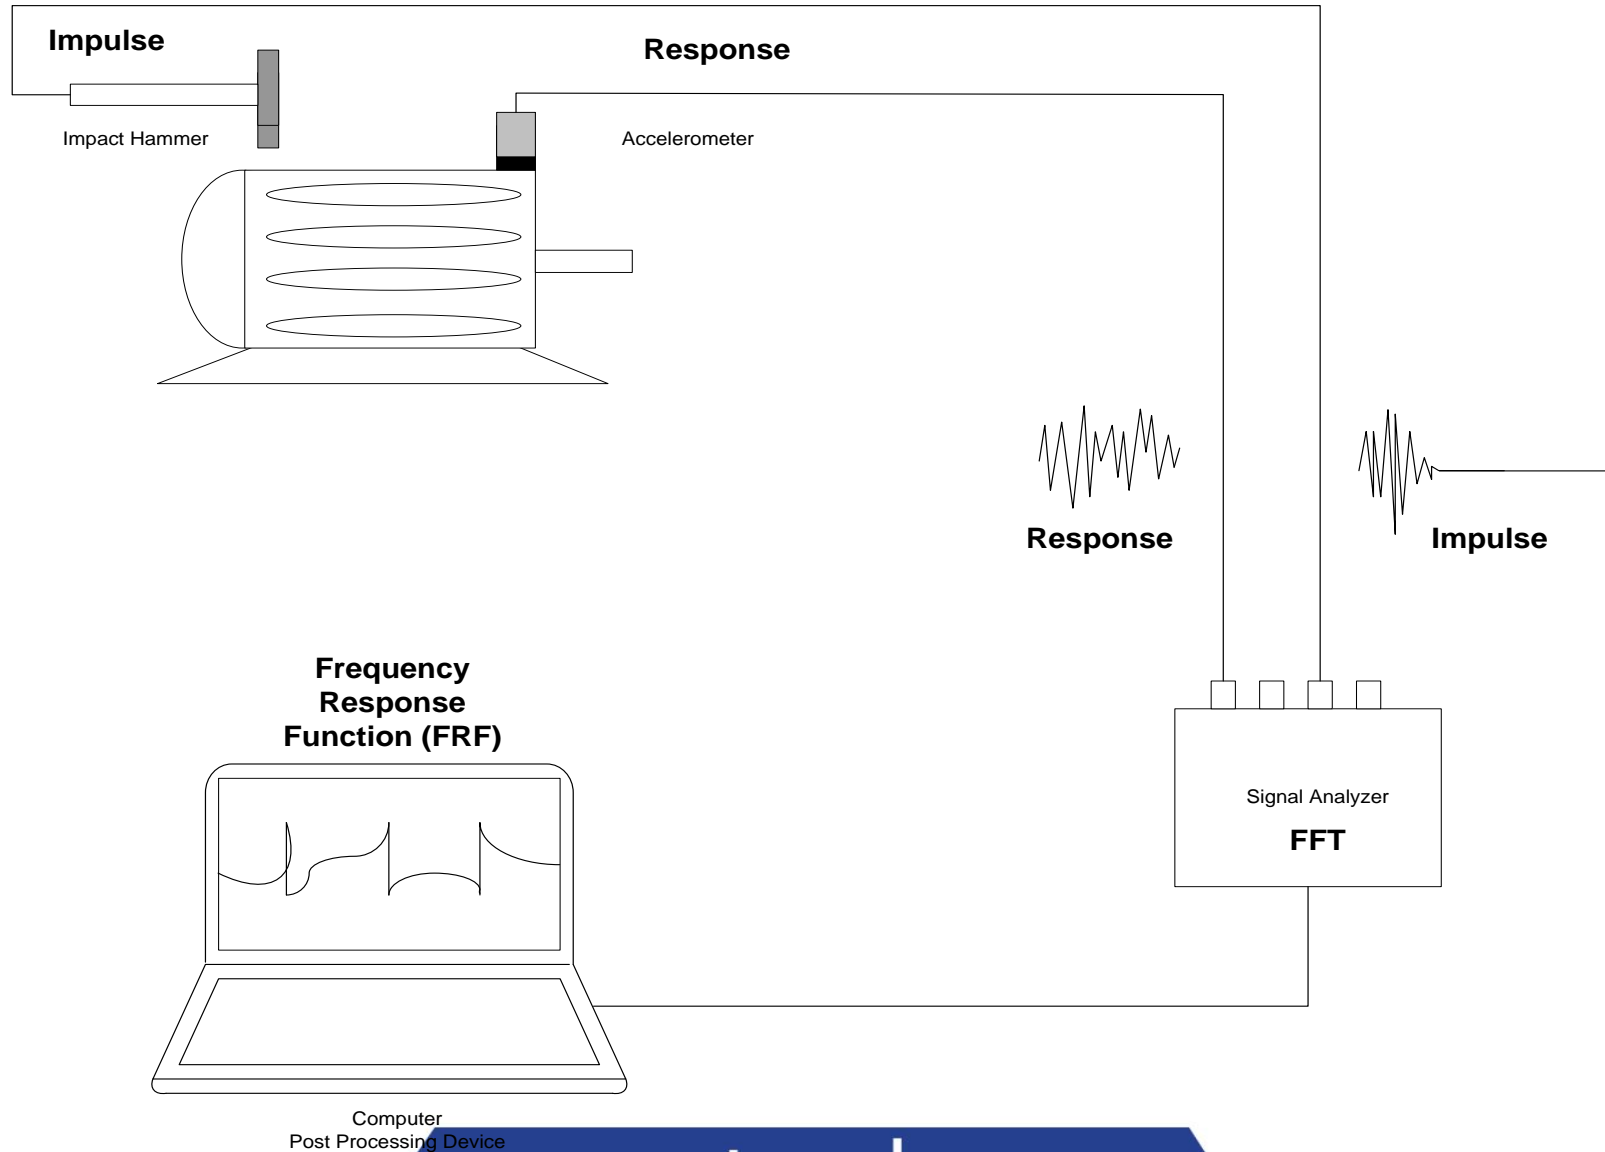 Impulse
Response
Impact Hammer
Accelerometer
Response
Impulse
Frequency
Response
Function (FRF)
Signal Analyzer
FFT
Computer
Post Processing Device